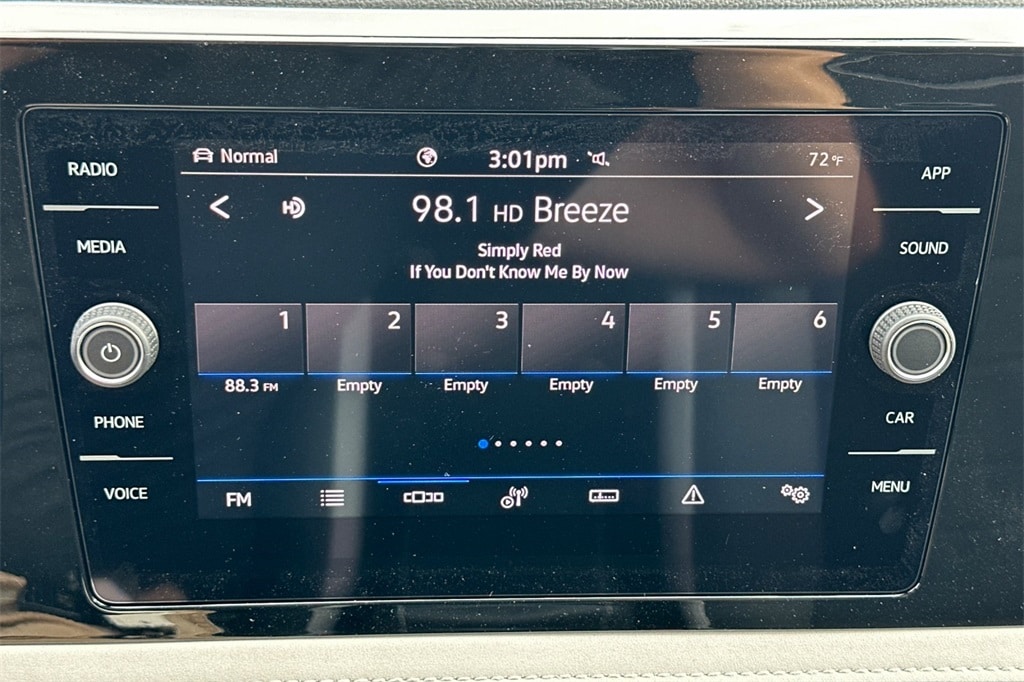 Normal 3:01pm 72°F
RADIO APP
98.1 HD Breeze
MEDIA SOUND
Simply Red
If You Don't Know Me By Now
1 2 3 4 5 6
88.3 FM Empty Empty Empty Empty Empty
PHONE CAR
VOICE MENU
FM